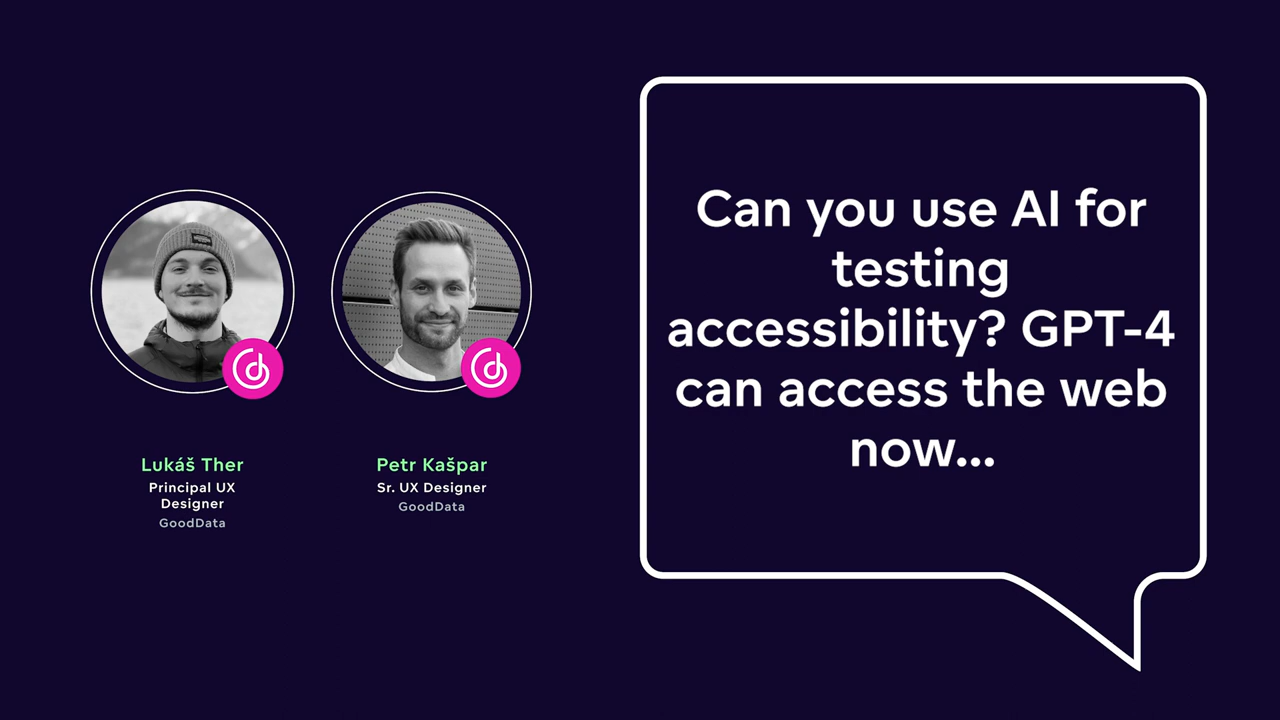 Can you use AI for
testing
accessibility? GPT-4
can access the web
now...
Lukáš Ther
Principal UX
Designer
GoodData
Petr Kašpar
Sr. UX Designer
GoodData